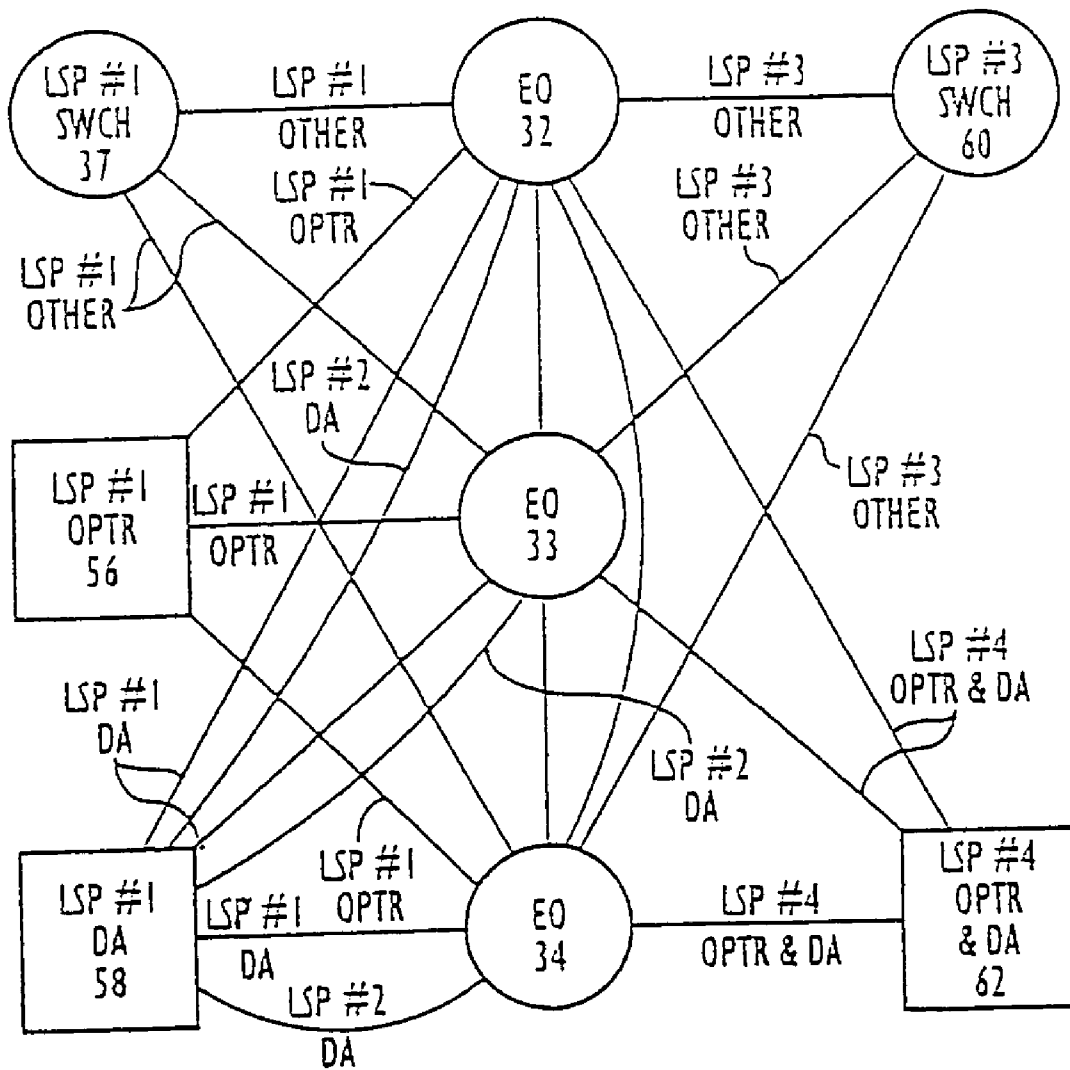 LSP #1
SWCH
37
LSP #1
OTHER
EO
32
LSP #3
OTHER
LSP #3
SWCH
60
LSP #1
OPTR
LSP #3
OTHER
LSP #1
OTHER
LSP #2
DA
LSP #1
OPTR
56
LSP #1
OPTR
EO
33
LSP #3
OTHER
LSP #4
OPTR & DA
LSP #1
DA
LSP #2
DA
LSP #1
DA
58
LSP #1
DA
LSP #1
OPTR
EO
34
LSP #4
OPTR & DA
LSP #4
OPTR
& DA
62
LSP #2
DA